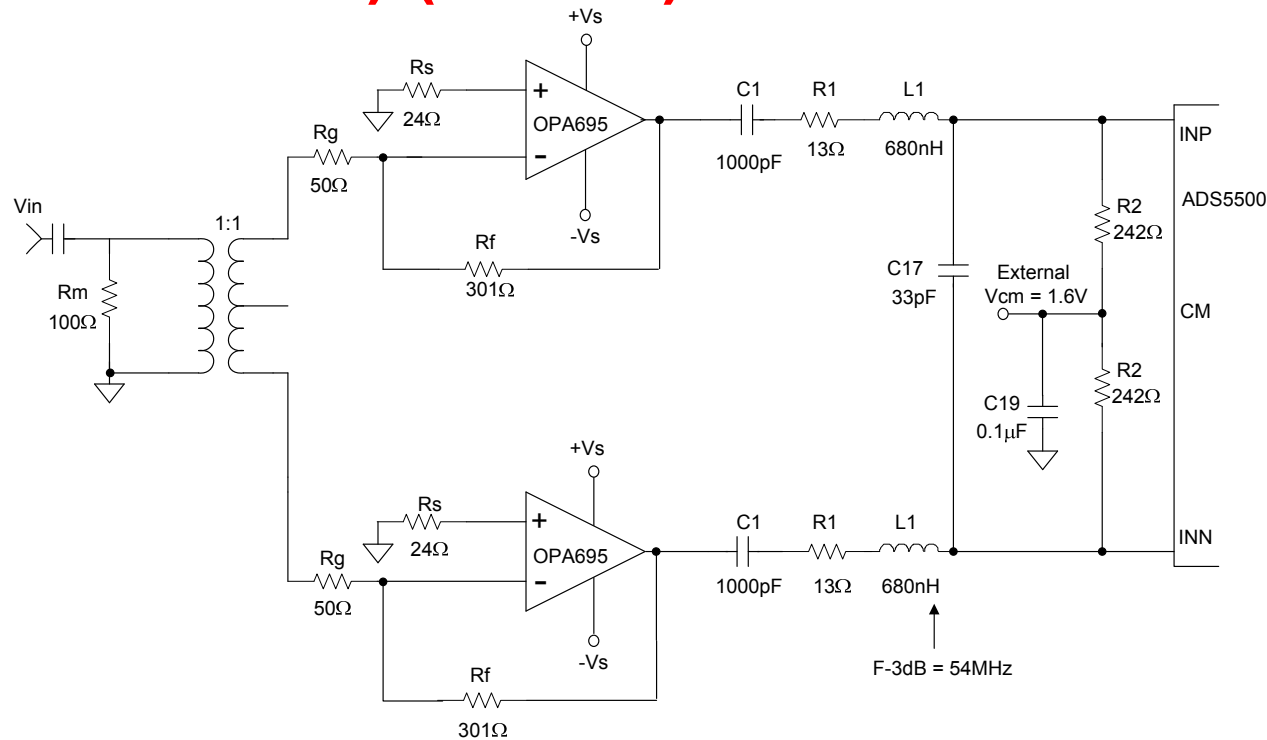 +Vs
Rs
24Ω
+
OPA695
-
-Vs
Rg
50Ω
Rf
301Ω
C1
1000pF
R1
13Ω
L1
680nH
INP
ADS5500
R2
242Ω
Vin
1:1
Rm
100Ω
C17
33pF
External
Vcm = 1.6V
CM
R2
242Ω
C19
0.1μF
+Vs
Rs
24Ω
+
OPA695
-
-Vs
Rg
50Ω
Rf
301Ω
C1
1000pF
R1
13Ω
L1
680nH
INN
F-3dB = 54MHz